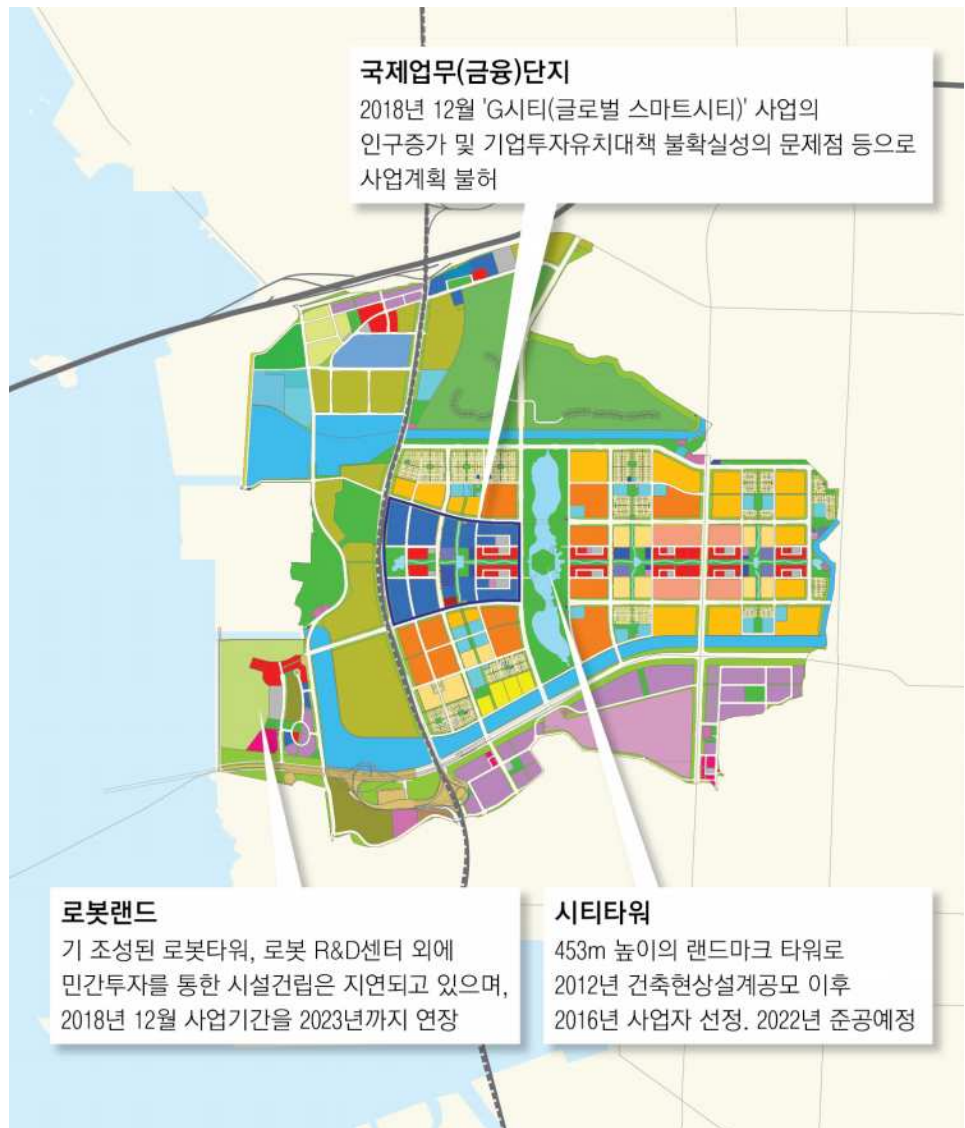 국제업무(금융)단지
2018년 12월 'G시티(글로벌 스마트시티)' 사업의
인구증가 및 기업투자유치대책 불확실성의 문제점 등으로
사업계획 불허
로봇랜드
기 조성된 로봇타워, 로봇 R&D센터 외에
민간투자를 통한 시설건립은 지연되고 있으며,
2018년 12월 사업기간을 2023년까지 연장
시티타워
453m 높이의 랜드마크 타워로
2012년 건축현상설계공모 이후
2016년 사업자 선정. 2022년 준공예정